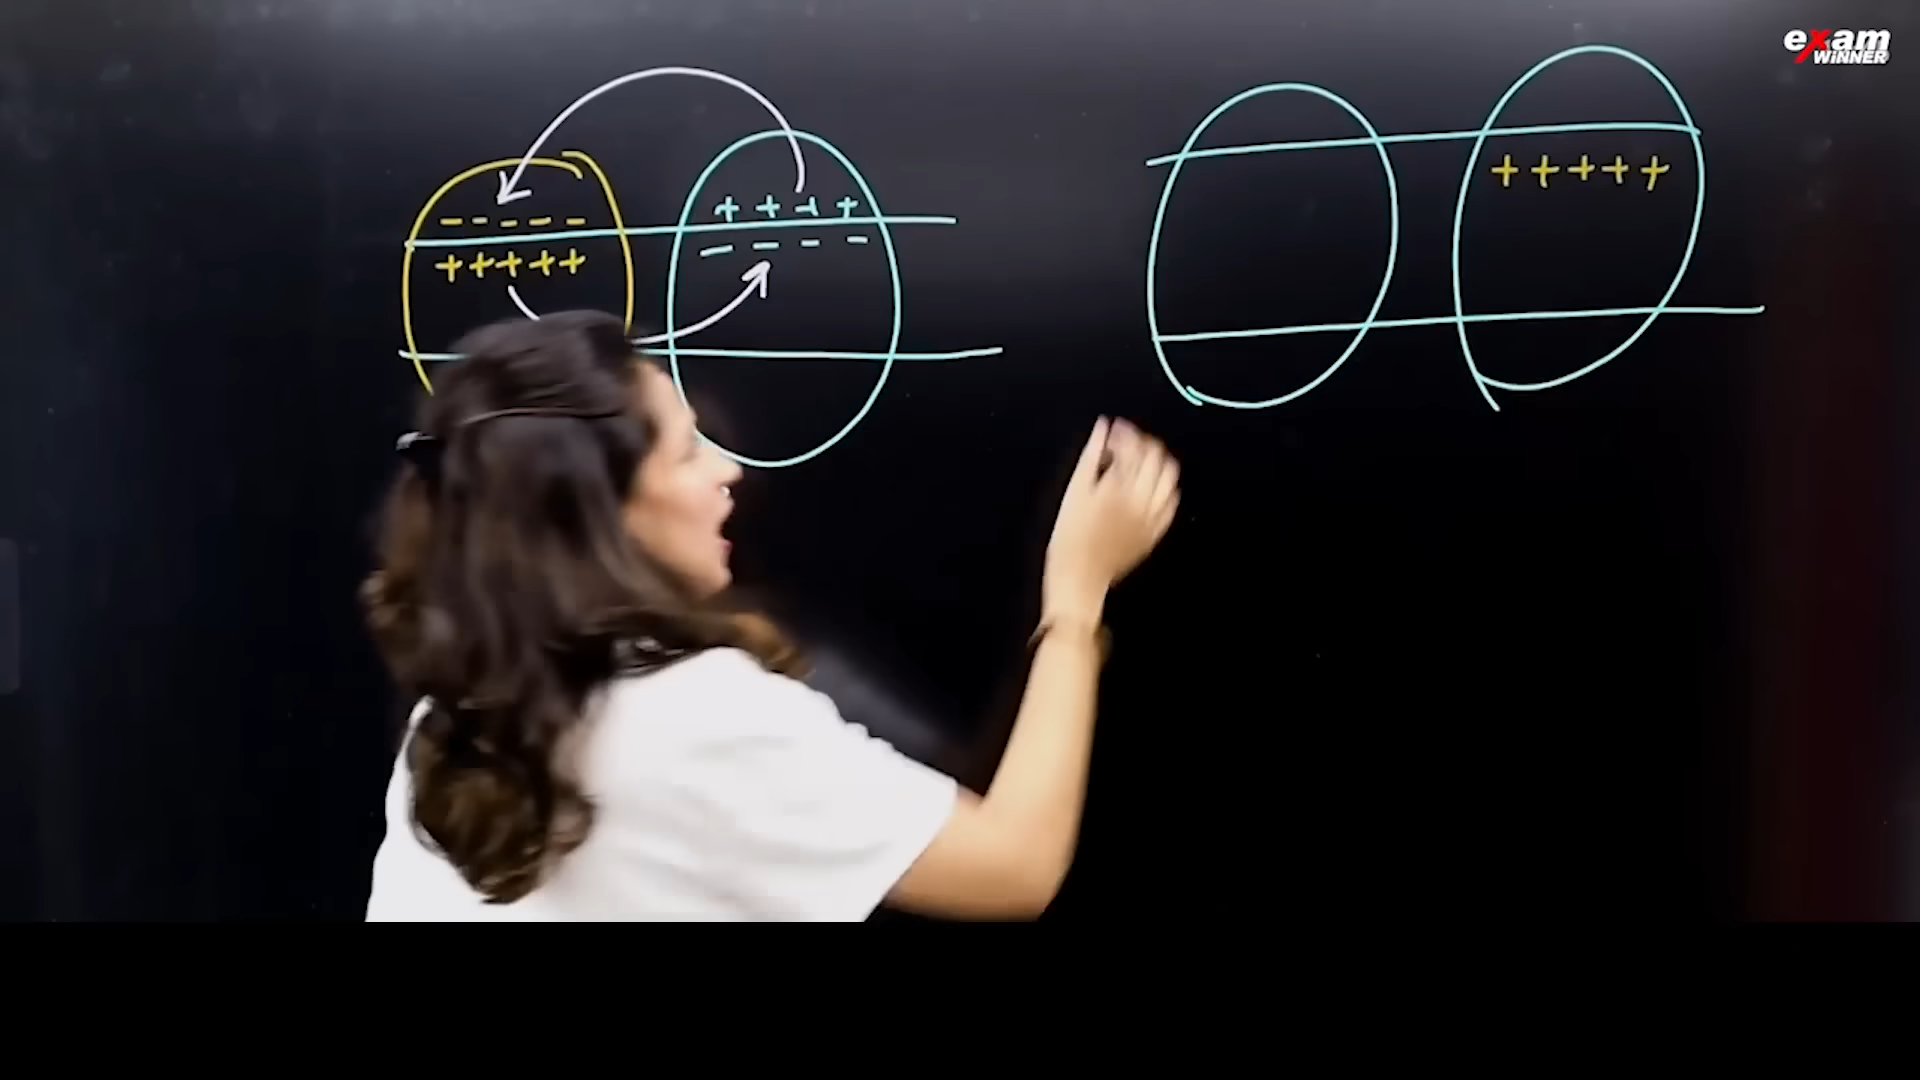 exam
WINNER
+ + + + +
- - - - -
+ + + +
+ + + + +
- - - -